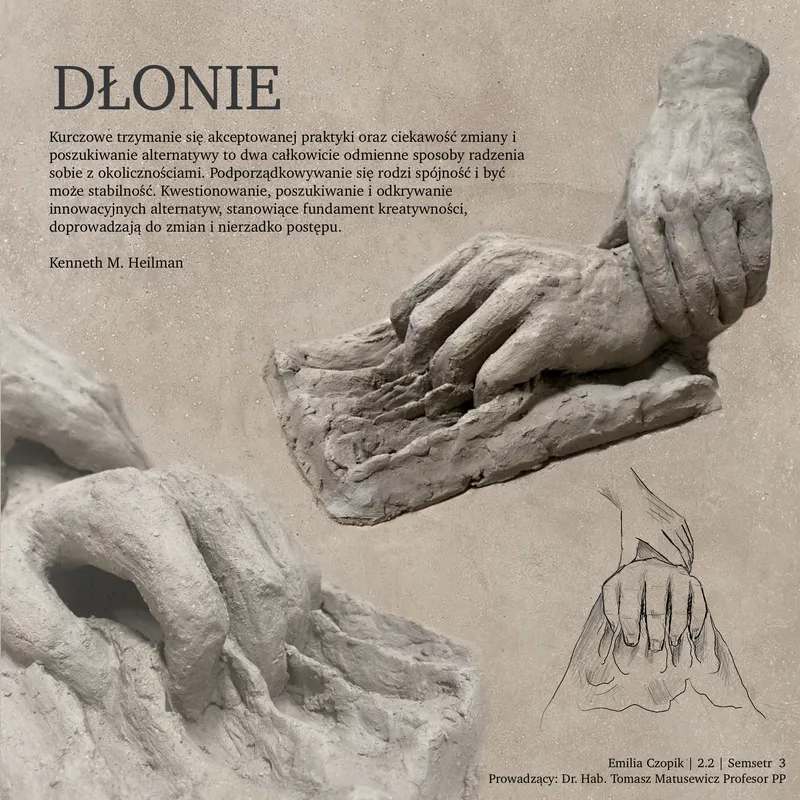 DŁONIE
Kurczowe trzymanie się akceptowanej praktyki oraz ciekawość zmiany i
poszukiwanie alternatywy to dwa całkowicie odmienne sposoby radzenia
sobie z okolicznościami. Podporządkowywanie się rodzi spójność i być
może stabilność. Kwestionowanie, poszukiwanie i odkrywanie
innowacyjnych alternatyw, stanowiące fundament kreatywności,
doprowadzają do zmian i nierzadko postępu.
Kenneth M. Heilman
Emilia Czopik | 2.2 | Semsetr 3
Prowadzący: Dr. Hab. Tomasz Matusewicz Profesor PP